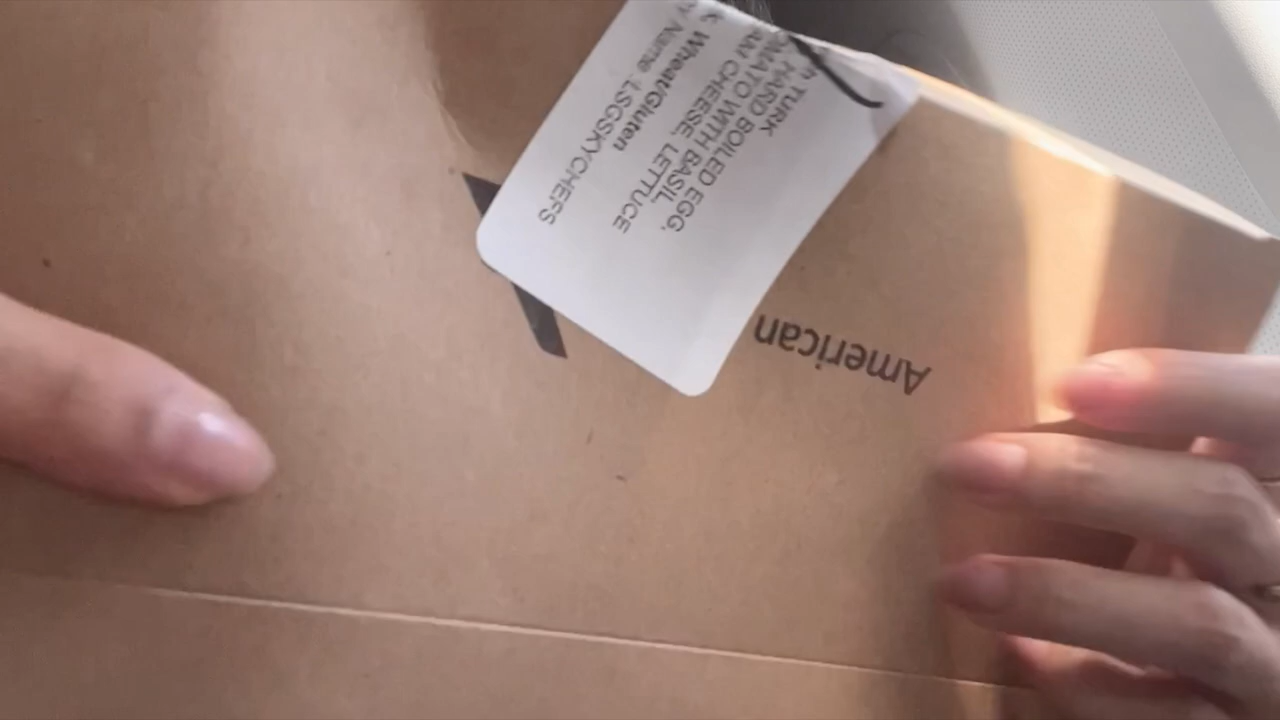 TURK
HARD BOILED EGG,
OMATO WITH BASIL,
AM CHEESE, LETTUCE
k, Wheat/Gluten
y Name :LSGSKYCHEFS
American